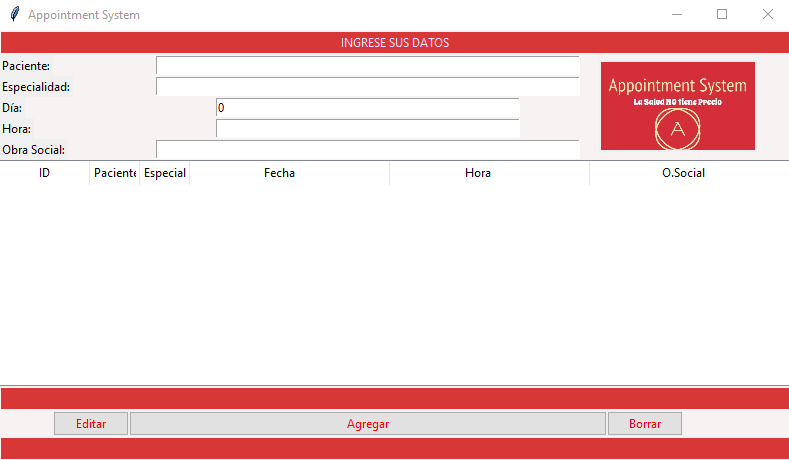 Appointment System
INGRESE SUS DATOS
Paciente:
Especialidad:
Día:
0
Hora:
Obra Social:
Appointment System
La Salud NO tiene Precio
A
ID Paciente Especial Fecha Hora O.Social
Editar Agregar Borrar